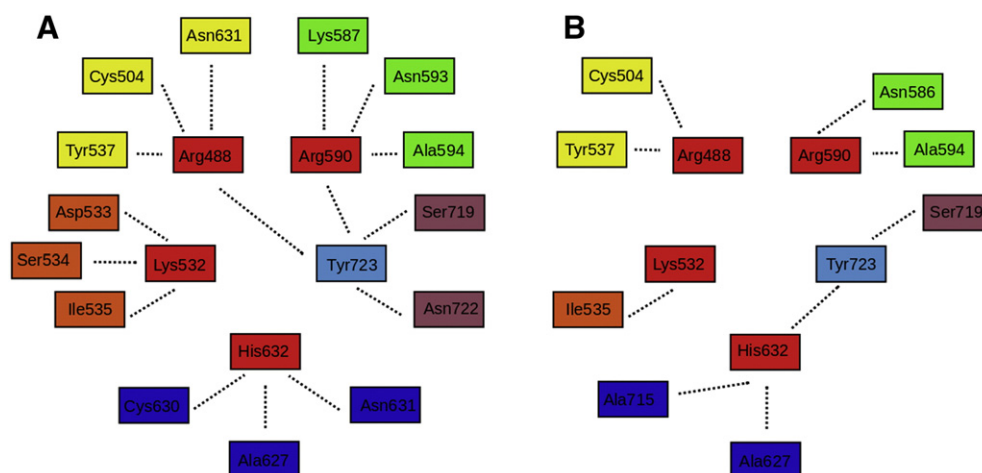 A
Asn631
Lys587
Cys504
Asn593
Tyr537
Arg488
Arg590
Ala594
Asp533
Ser719
Ser534
Lys532
Tyr723
Ile535
Asn722
His632
Cys630
Asn631
Ala627
B
Cys504
Asn586
Tyr537
Arg488
Arg590
Ala594
Ser719
Lys532
Tyr723
Ile535
His632
Ala715
Ala627